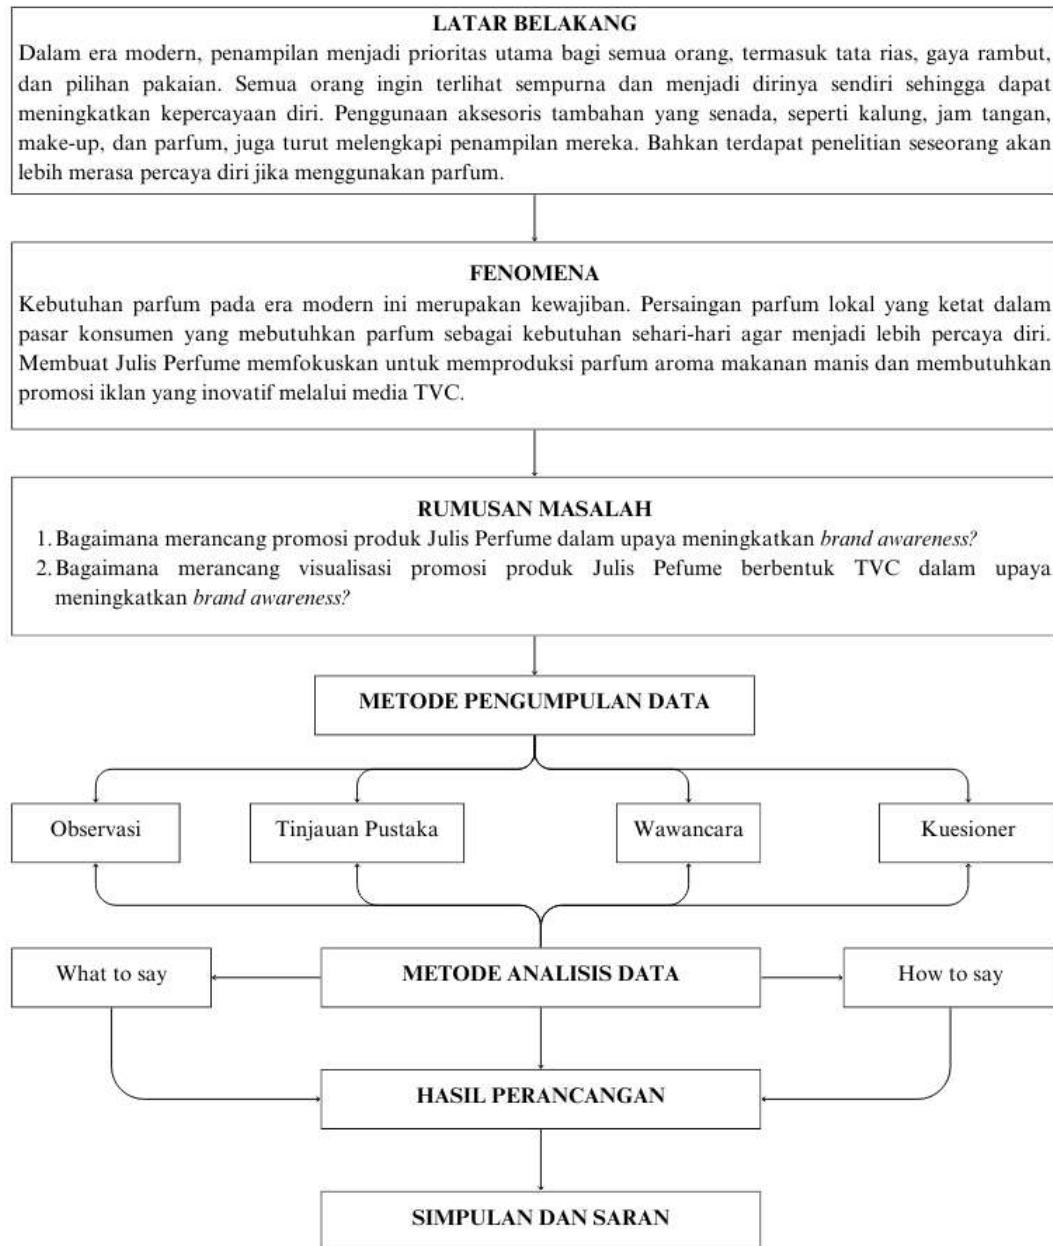 LATAR BELAKANG
Dalam era modern, penampilan menjadi prioritas utama bagi semua orang, termasuk tata rias, gaya rambut,
dan pilihan pakaian. Semua orang ingin terlihat sempurna dan menjadi dirinya sendiri sehingga dapat
meningkatkan kepercayaan diri. Penggunaan aksesoris tambahan yang senada, seperti kalung, jam tangan,
make-up, dan parfum, juga turut melengkapi penampilan mereka. Bahkan terdapat penelitian seseorang akan
lebih merasa percaya diri jika menggunakan parfum.
FENOMENA
Kebutuhan parfum pada era modern ini merupakan kewajiban. Persaingan parfum lokal yang ketat dalam
pasar konsumen yang mebutuhkan parfum sebagai kebutuhan sehari-hari agar menjadi lebih percaya diri.
Membuat Julis Perfume memfokuskan untuk memproduksi parfum aroma makanan manis dan membutuhkan
promosi iklan yang inovatif melalui media TVC.
RUMUSAN MASALAH
1. Bagaimana merancang promosi produk Julis Perfume dalam upaya meningkatkan brand awareness?
2. Bagaimana merancang visualisasi promosi produk Julis Pefume berbentuk TVC dalam upaya
meningkatkan brand awareness?
METODE PENGUMPULAN DATA
Observasi
Tinjauan Pustaka
Wawancara
Kuesioner
What to say
METODE ANALISIS DATA
How to say
HASIL PERANCANGAN
SIMPULAN DAN SARAN